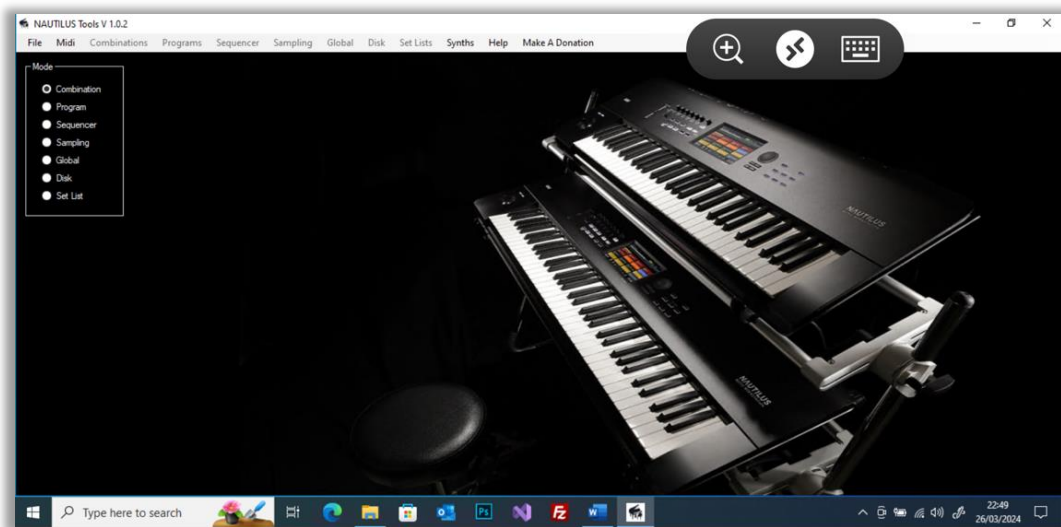 NAUTILUS Tools V 1.0.2
File Midi Combinations Programs Sequencer Sampling Global Disk Set Lists Synths Help Make A Donation
Mode
Combination
Program
Sequencer
Sampling
Global
Disk
Set List
NAUTILUS
NAUTILUS
Type here to search
Ps
Fz
W
22:49
26/03/2024